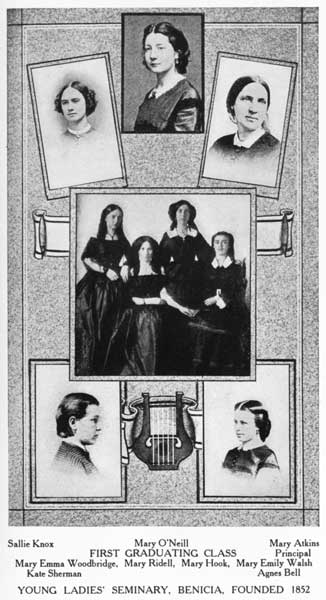 Sallie Knox Mary O'Neill Mary Atkins
FIRST GRADUATING CLASS Principal
Mary Emma Woodbridge, Mary Ridell, Mary Hook, Mary Emily Walsh
Kate Sherman Agnes Bell
YOUNG LADIES' SEMINARY, BENICIA, FOUNDED 1852